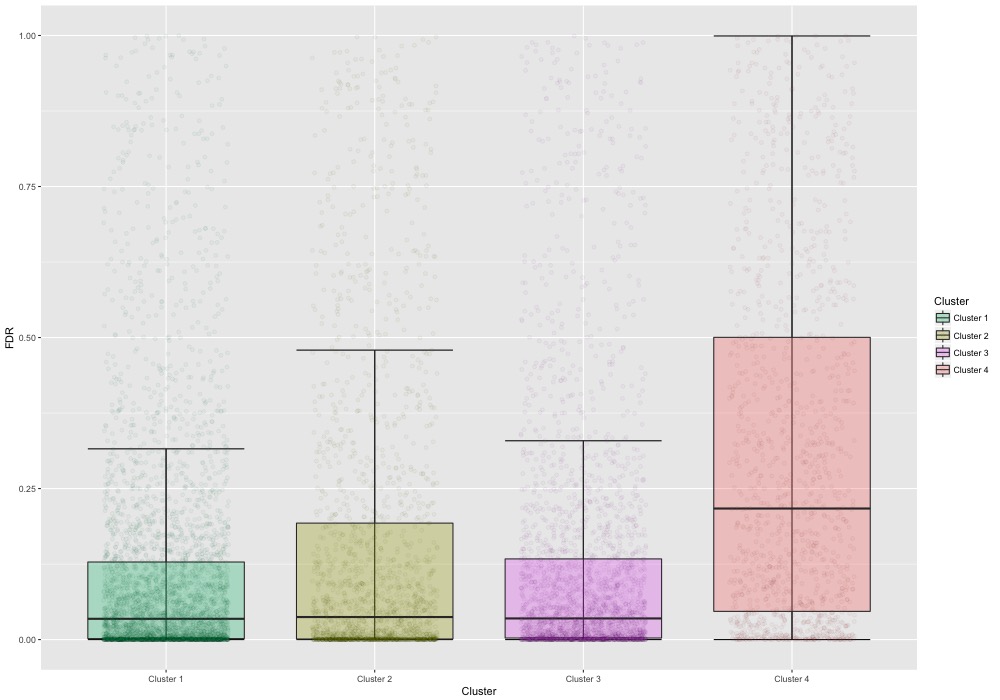 1.00
0.75
0.50
0.25
0.00
FDR
Cluster 1
Cluster 2
Cluster 3
Cluster 4
Cluster
Cluster
Cluster 1
Cluster 2
Cluster 3
Cluster 4